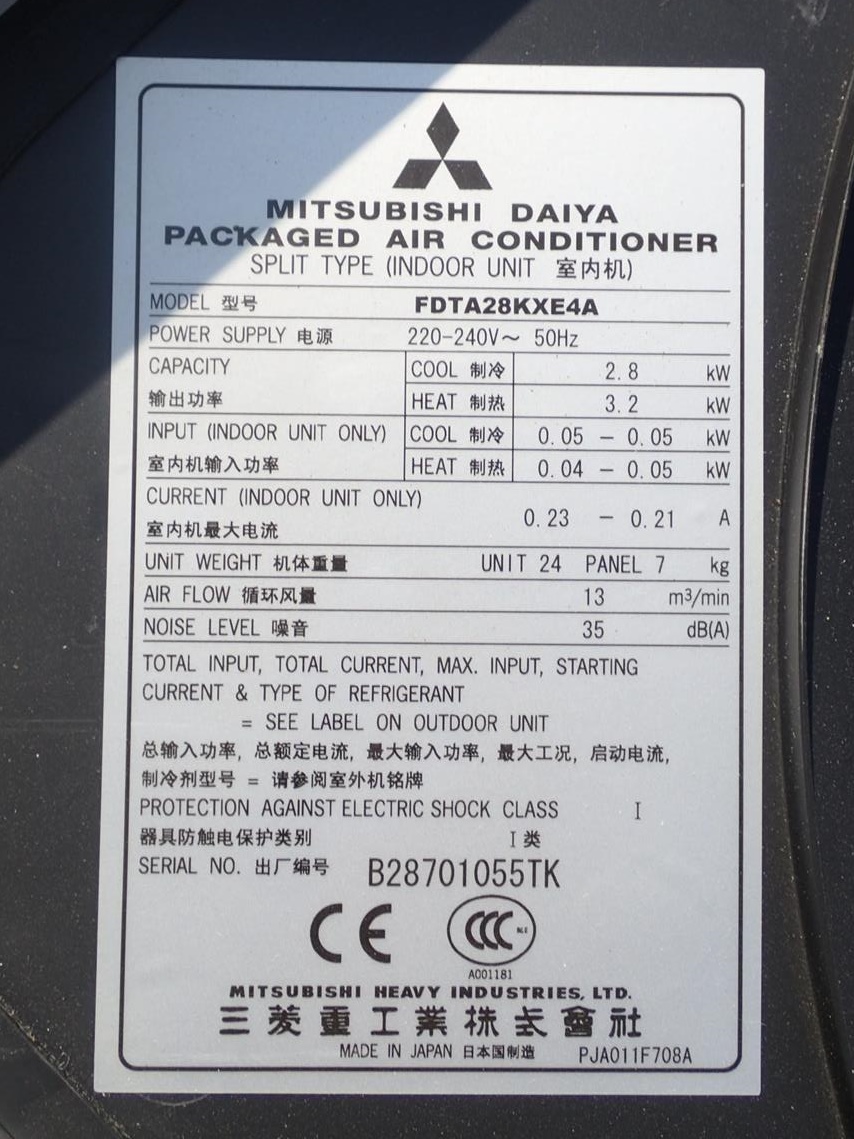 MITSUBISHI DAIYA
PACKAGED AIR CONDITIONER
SPLIT TYPE (INDOOR UNIT 室内机)
MODEL 型号 FDTA28KXE4A
POWER SUPPLY 电源 220-240V～ 50Hz
CAPACITY COOL 制冷 2.8 kW
输出功率 HEAT 制热 3.2 kW
INPUT (INDOOR UNIT ONLY) COOL 制冷 0.05 - 0.05 kW
室内机输入功率 HEAT 制热 0.04 - 0.05 kW
CURRENT (INDOOR UNIT ONLY)
室内机最大电流 0.23 - 0.21 A
UNIT WEIGHT 机体重量 UNIT 24 PANEL 7 kg
AIR FLOW 循环风量 13 m³/min
NOISE LEVEL 噪音 35 dB(A)
TOTAL INPUT, TOTAL CURRENT, MAX. INPUT, STARTING
CURRENT & TYPE OF REFRIGERANT
= SEE LABEL ON OUTDOOR UNIT
总输入功率, 总额定电流, 最大输入功率, 最大工况, 启动电流,
制冷剂型号 = 请参阅室外机铭牌
PROTECTION AGAINST ELECTRIC SHOCK CLASS I
器具防触电保护类别 I 类
SERIAL NO. 出厂编号 B28701055TK
CE CCC
A001181
MITSUBISHI HEAVY INDUSTRIES, LTD.
三菱重工業株式會社
MADE IN JAPAN 日本国制造 PJA011F708A